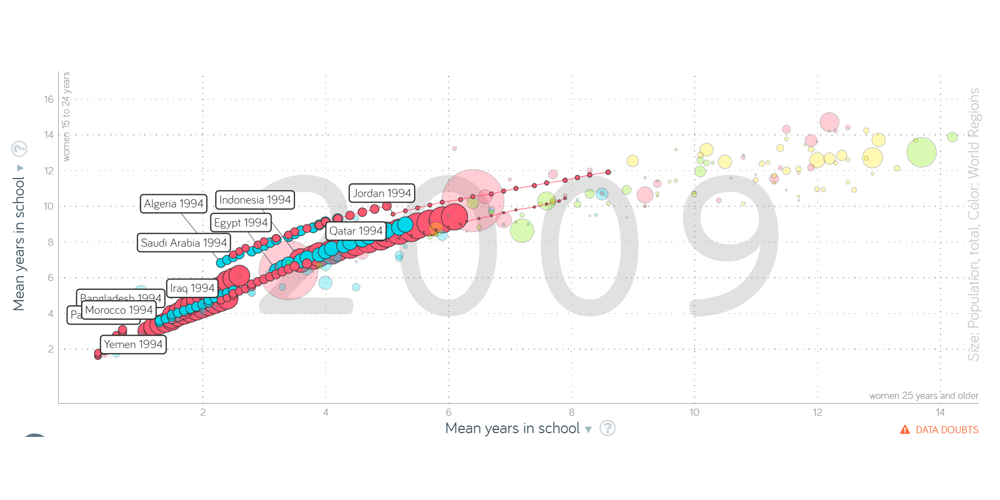 2009
women 15 to 24 years
Mean years in school ▼ ?
16
14
12
10
8
6
4
2
Algeria 1994
Indonesia 1994
Jordan 1994
Egypt 1994
Qatar 1994
Saudi Arabia 1994
Iraq 1994
Bangladesh 1994
Morocco 1994
Yemen 1994
Size: Population, total, Color: World Regions
women 25 years and older
2
4
6
8
10
12
14
Mean years in school ▼ ?
DATA DOUBTS